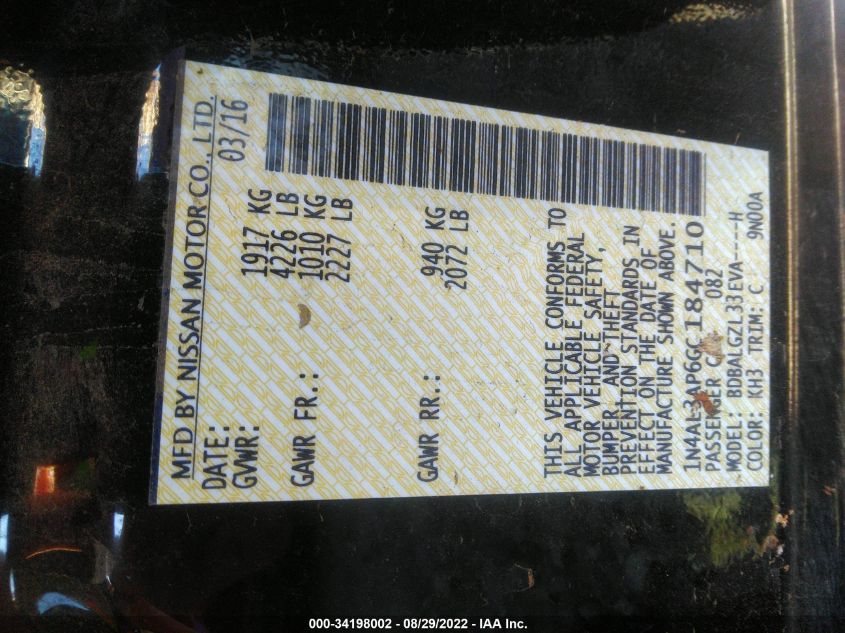 MFD BY NISSAN MOTOR CO., LTD.
DATE: 03/16
GVWR: 1917 KG
4226 LB
GAWR FR.: 1010 KG
2227 LB
GAWR RR.: 940 KG
2072 LB
THIS VEHICLE CONFORMS TO
ALL APPLICABLE FEDERAL
MOTOR VEHICLE SAFETY,
BUMPER AND THEFT
PREVENTION STANDARDS IN
EFFECT ON THE DATE OF
MANUFACTURE SHOWN ABOVE.
PASSENGER 082
MODEL: BDBALGZL33EVA----H
COLOR: KH3 TRIM: C 9N00A
000-34198002 - 08/29/2022 - IAA Inc.